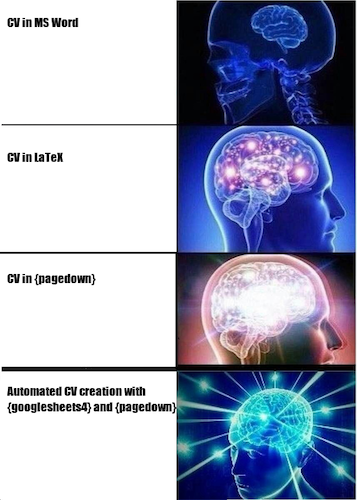 CV in MS Word
CV in LaTeX
CV in {pagedown}
Automated CV creation with
{googlesheets4} and {pagedown}